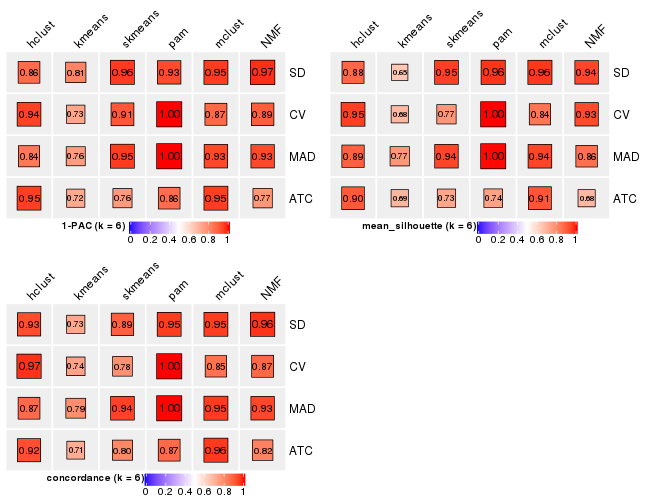 hclust kmeans skmeans pam mclust NMF
0.86 0.81 0.96 0.93 0.95 0.97 SD
0.94 0.73 0.91 1.00 0.87 0.89 CV
0.84 0.76 0.95 1.00 0.93 0.93 MAD
0.95 0.72 0.76 0.86 0.95 0.77 ATC
1-PAC (k = 6)
0 0.2 0.4 0.6 0.8 1
hclust kmeans skmeans pam mclust NMF
0.88 0.65 0.95 0.96 0.96 0.94 SD
0.95 0.68 0.77 1.00 0.84 0.93 CV
0.89 0.77 0.94 1.00 0.94 0.86 MAD
0.90 0.69 0.73 0.74 0.91 0.68 ATC
mean_silhouette (k = 6)
0 0.2 0.4 0.6 0.8 1
hclust kmeans skmeans pam mclust NMF
0.93 0.73 0.89 0.95 0.95 0.96 SD
0.97 0.74 0.78 1.00 0.85 0.87 CV
0.87 0.79 0.94 1.00 0.95 0.93 MAD
0.92 0.71 0.80 0.87 0.96 0.82 ATC
concordance (k = 6)
0 0.2 0.4 0.6 0.8 1